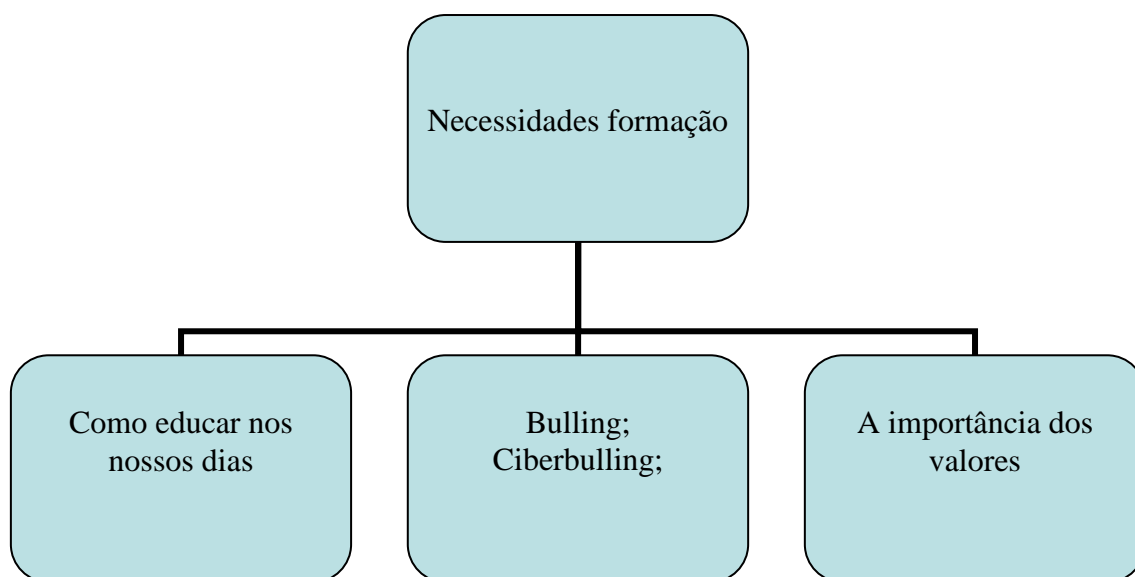 Necessidades formação
Como educar nos
nossos dias
Bulling;
Ciberbulling;
A importância dos
valores